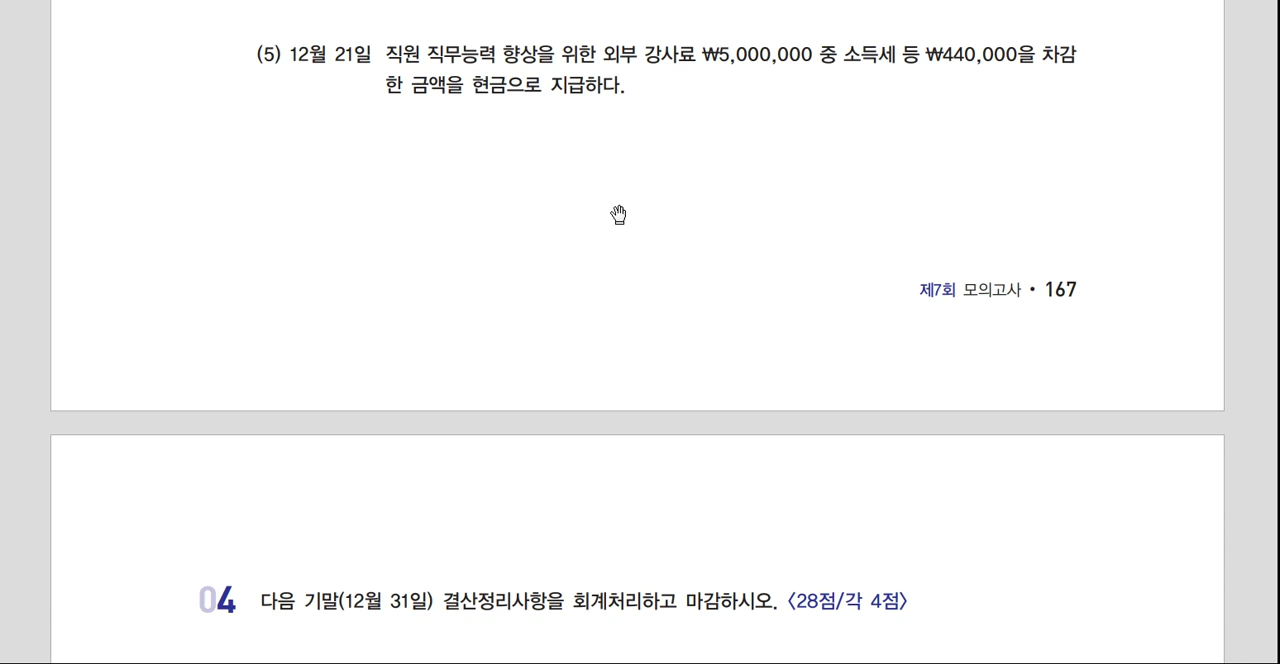 (5) 12월 21일 직원 직무능력 향상을 위한 외부 강사료 ₩5,000,000 중 소득세 등 ₩440,000을 차감
한 금액을 현금으로 지급하다.
제7회 모의고사 • 167
04 다음 기말(12월 31일) 결산정리사항을 회계처리하고 마감하시오. 〈28점/각 4점〉